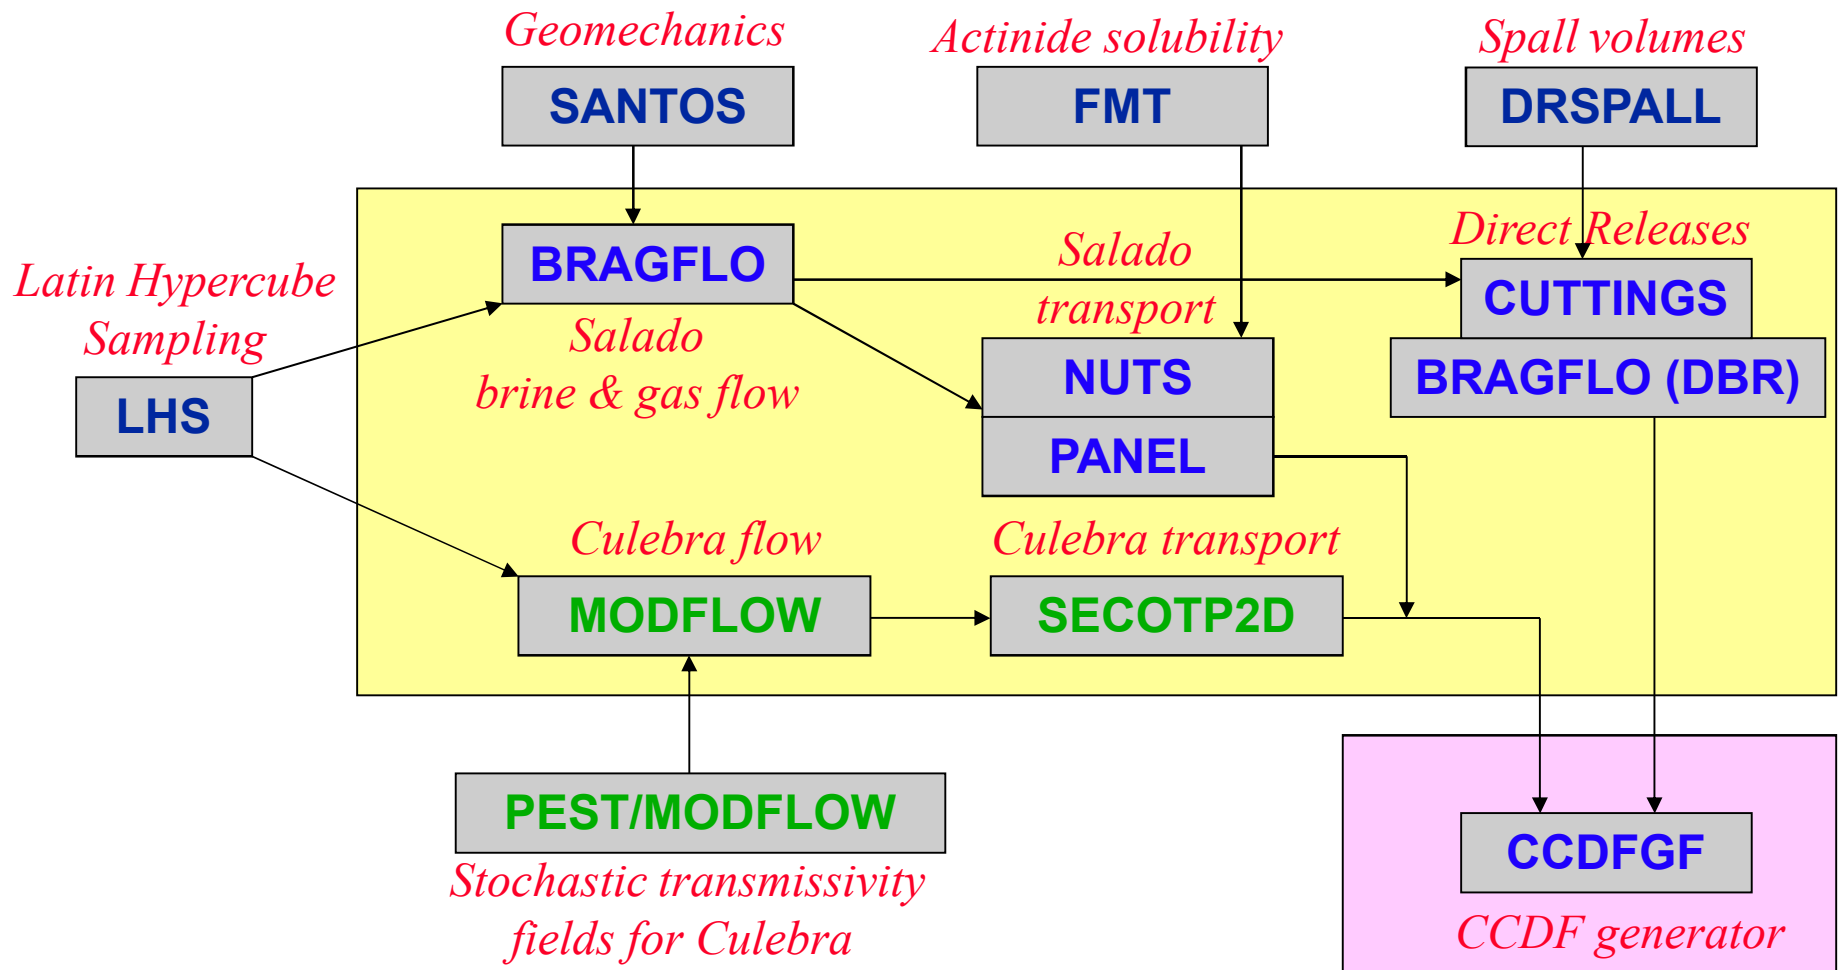 Geomechanics
Actinide solubility
Spall volumes
SANTOS
FMT
DRSPALL
BRAGFLO
Salado
transport
Direct Releases
Latin Hypercube
Sampling
CUTTINGS
Salado
brine & gas flow
NUTS
BRAGFLO (DBR)
LHS
PANEL
Culebra flow
Culebra transport
MODFLOW
SECOTP2D
PEST/MODFLOW
Stochastic transmissivity
fields for Culebra
CCDFGF
CCDF generator